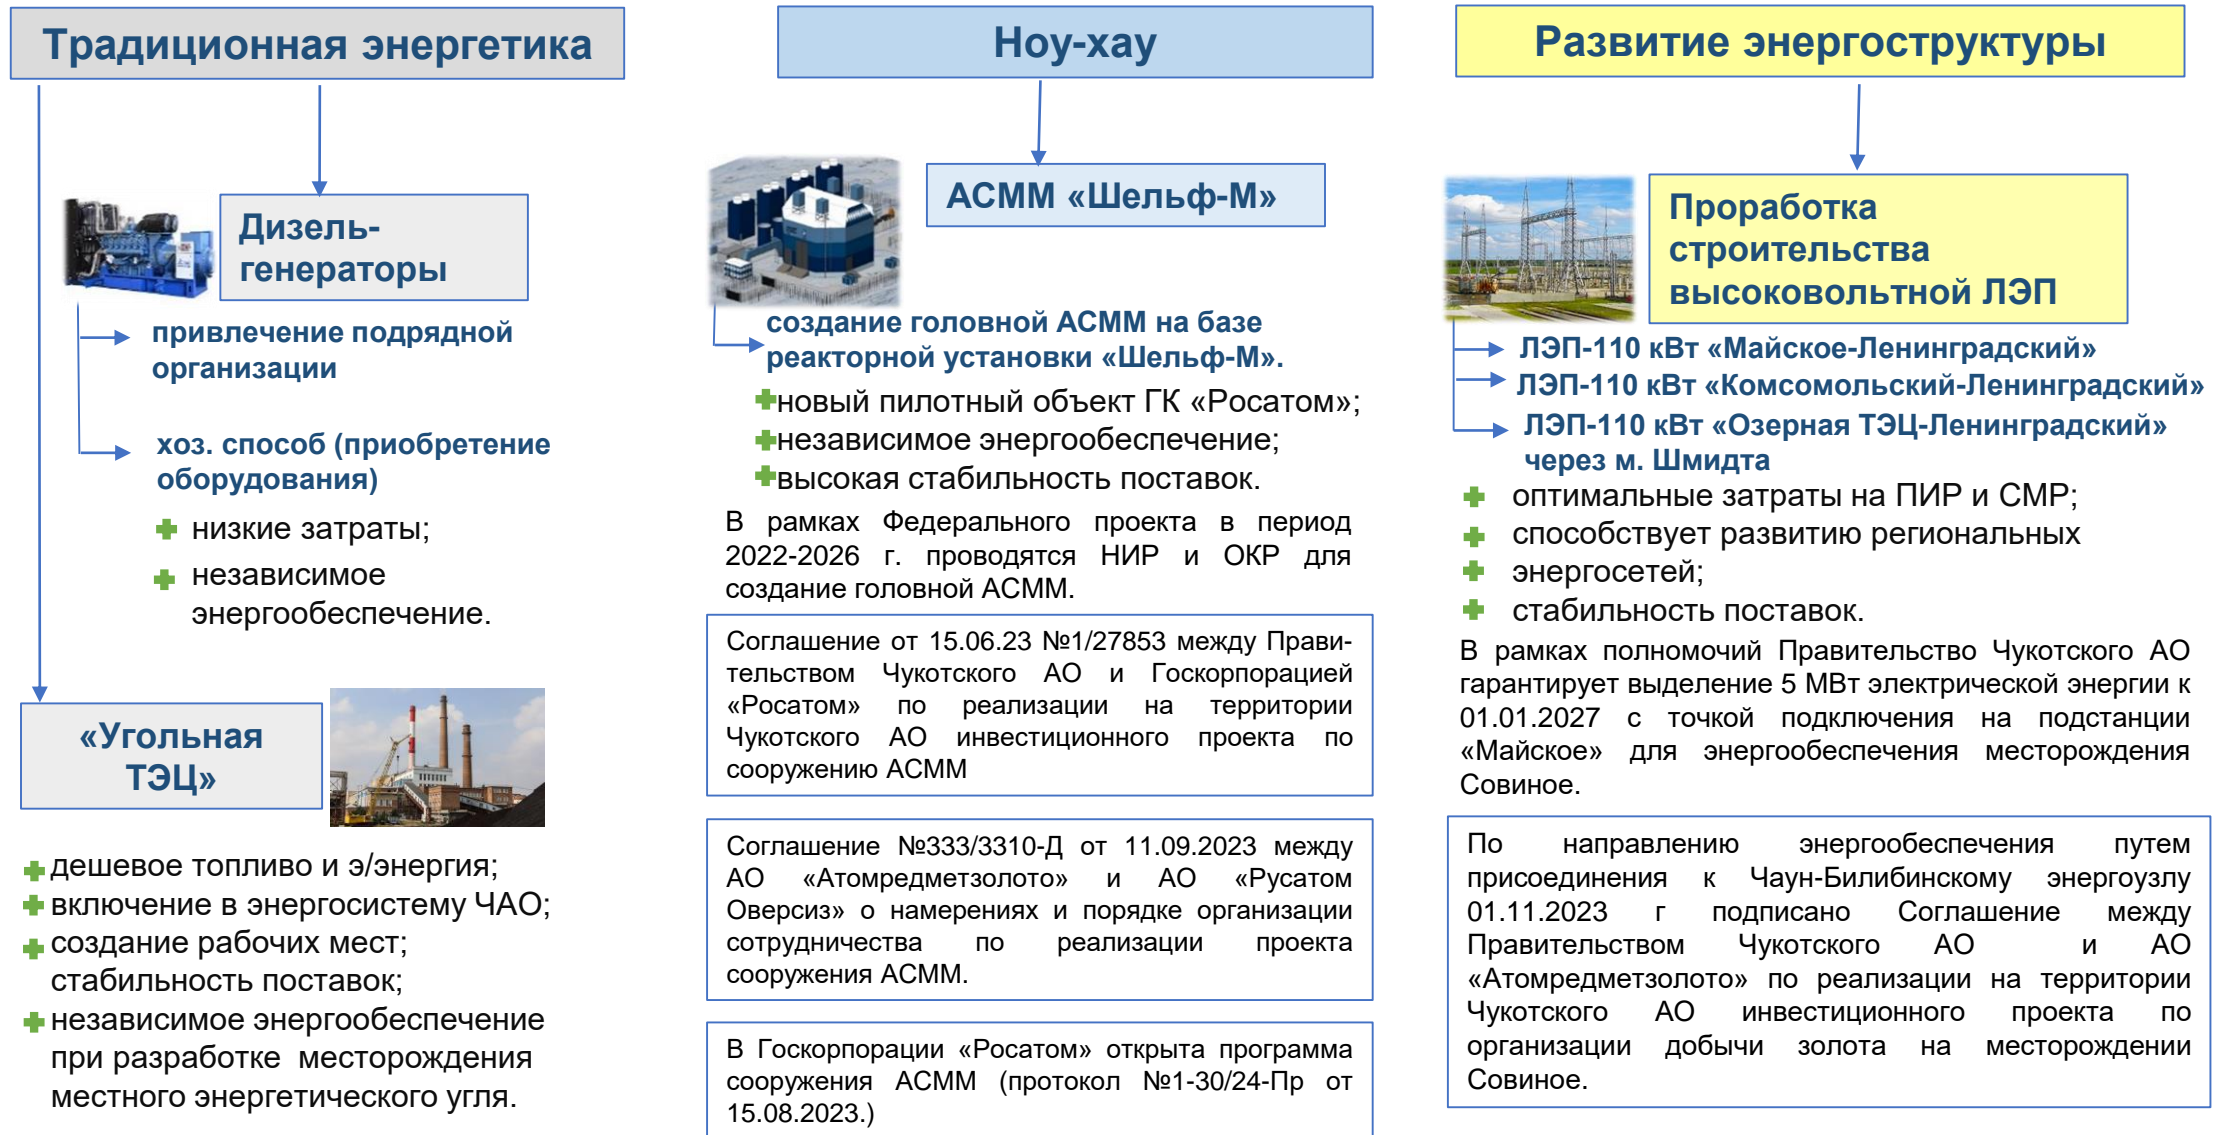 Традиционная энергетика
Дизель-
генераторы
привлечение подрядной
организации
хоз. способ (приобретение
оборудования)
низкие затраты;
независимое
энергообеспечение.
«Угольная
ТЭЦ»
дешевое топливо и э/энергия;
включение в энергосистему ЧАО;
создание рабочих мест;
стабильность поставок;
независимое энергообеспечение
при разработке месторождения
местного энергетического угля.
Ноу-хау
АСММ «Шельф-М»
создание головной АСММ на базе
реакторной установки «Шельф-М».
новый пилотный объект ГК «Росатом»;
независимое энергообеспечение;
высокая стабильность поставок.
В рамках Федерального проекта в период
2022-2026 г. проводятся НИР и ОКР для
создание головной АСММ.
Соглашение от 15.06.23 №1/27853 между Прави-
тельством Чукотского АО и Госкорпорацией
«Росатом» по реализации на территории
Чукотского АО инвестиционного проекта по
сооружению АСММ
Соглашение №333/3310-Д от 11.09.2023 между
АО «Атомредметзолото» и АО «Русатом
Оверсиз» о намерениях и порядке организации
сотрудничества по реализации проекта
сооружения АСММ.
В Госкорпорации «Росатом» открыта программа
сооружения АСММ (протокол №1-30/24-Пр от
15.08.2023.)
Развитие энергоструктуры
Проработка
строительства
высоковольтной ЛЭП
ЛЭП-110 кВт «Майское-Ленинградский»
ЛЭП-110 кВт «Комсомольский-Ленинградский»
ЛЭП-110 кВт «Озерная ТЭЦ-Ленинградский»
через м. Шмидта
оптимальные затраты на ПИР и СМР;
способствует развитию региональных
энергосетей;
стабильность поставок.
В рамках полномочий Правительство Чукотского АО
гарантирует выделение 5 МВт электрической энергии к
01.01.2027 с точкой подключения на подстанции
«Майское» для энергообеспечения месторождения
Совиное.
По направлению энергообеспечения путем
присоединения к Чаун-Билибинскому энергоузлу
01.11.2023 г подписано Соглашение между
Правительством Чукотского АО и АО
«Атомредметзолото» по реализации на территории
Чукотского АО инвестиционного проекта по
организации добычи золота на месторождении
Совиное.